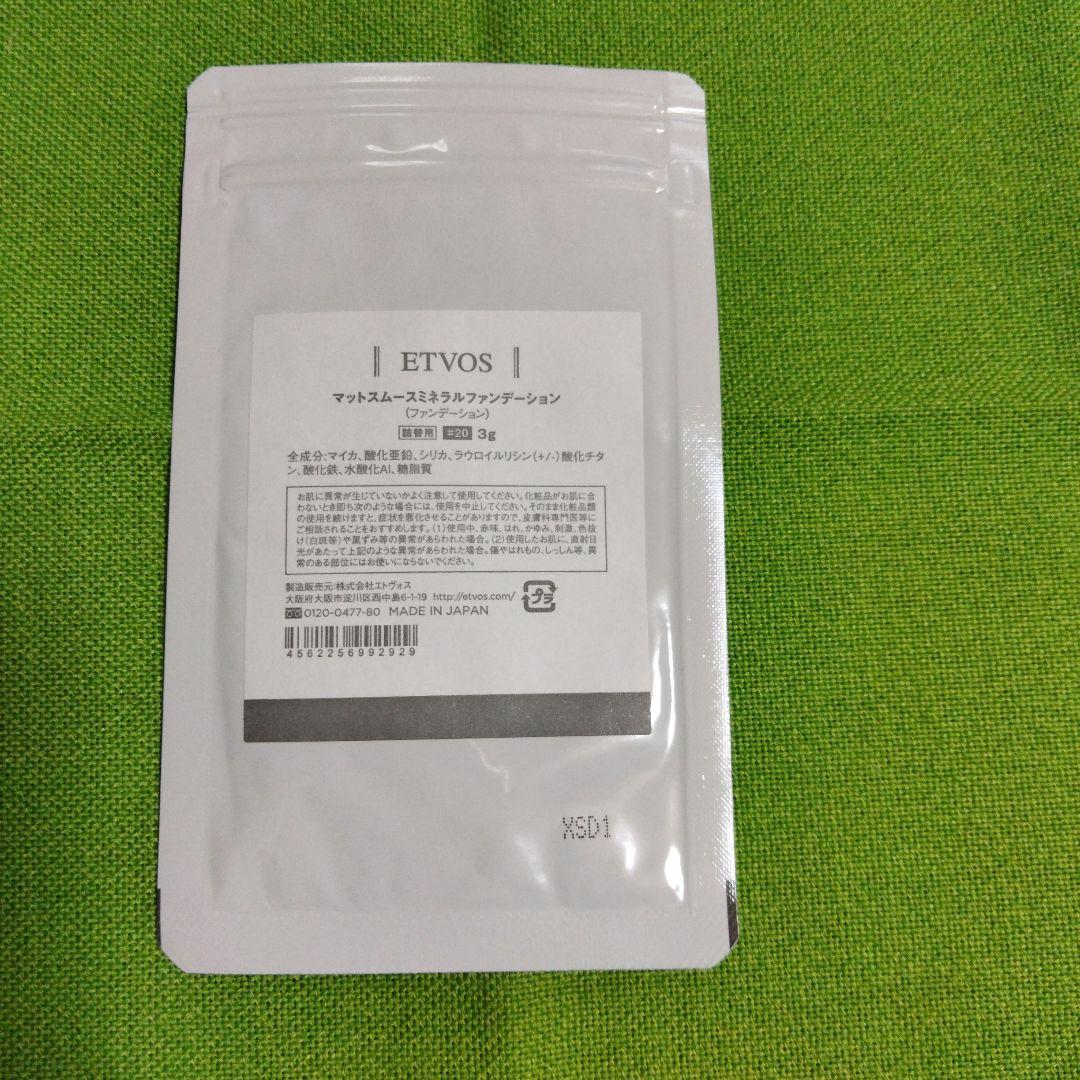 ETVOS
マットスムースミネラルファンデーション
(ファンデーション)
詰替用 #20 3g
全成分:マイカ、酸化亜鉛、シリカ、ラウロイルリシン(+/-)酸化チタ
ン、酸化鉄、水酸化Al、糖脂質
お肌に異常が生じていないかよく注意して使用してください。化粧品がお肌に合
わないとき即ち次のような場合には、使用を中止してください。そのまま化粧品類
の使用を続けますと、症状を悪化させることがありますので、皮膚科専門医等に
ご相談されることをおすすめします。(1)使用中、赤味、はれ、かゆみ、刺激、色抜
け(白斑等)や黒ずみ等の異常があらわれた場合。(2)使用したお肌に、直射日
光があたって上記のような異常があらわれた場合。傷やはれもの、しっしん等、異
常のある部位にはお使いにならないでください。
製造販売元:株式会社エトヴォス
大阪府大阪市淀川区西中島6-1-19 http://etvos.com/
プラ
0120-0477-80 MADE IN JAPAN
4562256992929
XSD1